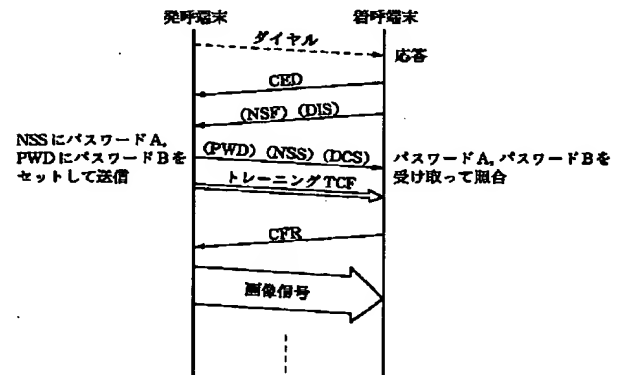 発呼端末
着呼端末
ダイヤル
応答
CED
(NSF) (DIS)
NSSにパスワードA,
PWDにパスワードBを
セットして送信
(PWD) (NSS) (DCS)
パスワードA, パスワードBを
受け取って照合
トレーニングTCF
CFR
画像信号